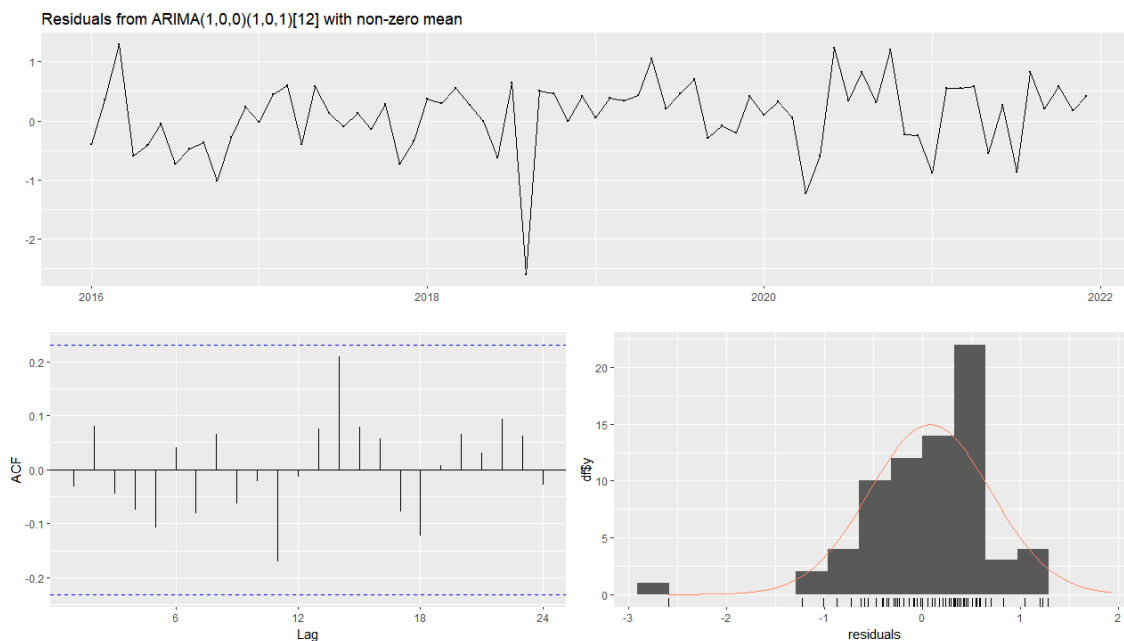 Residuals from ARIMA(1,0,0)(1,0,1)[12] with non-zero mean
1
0
-1
-2
2016 2018 2020 2022
0.2
0.1
0.0
-0.1
-0.2
ACF
6 12 18 24
Lag
20
15
10
5
0
df$y
-3 -2 -1 0 1 2
residuals